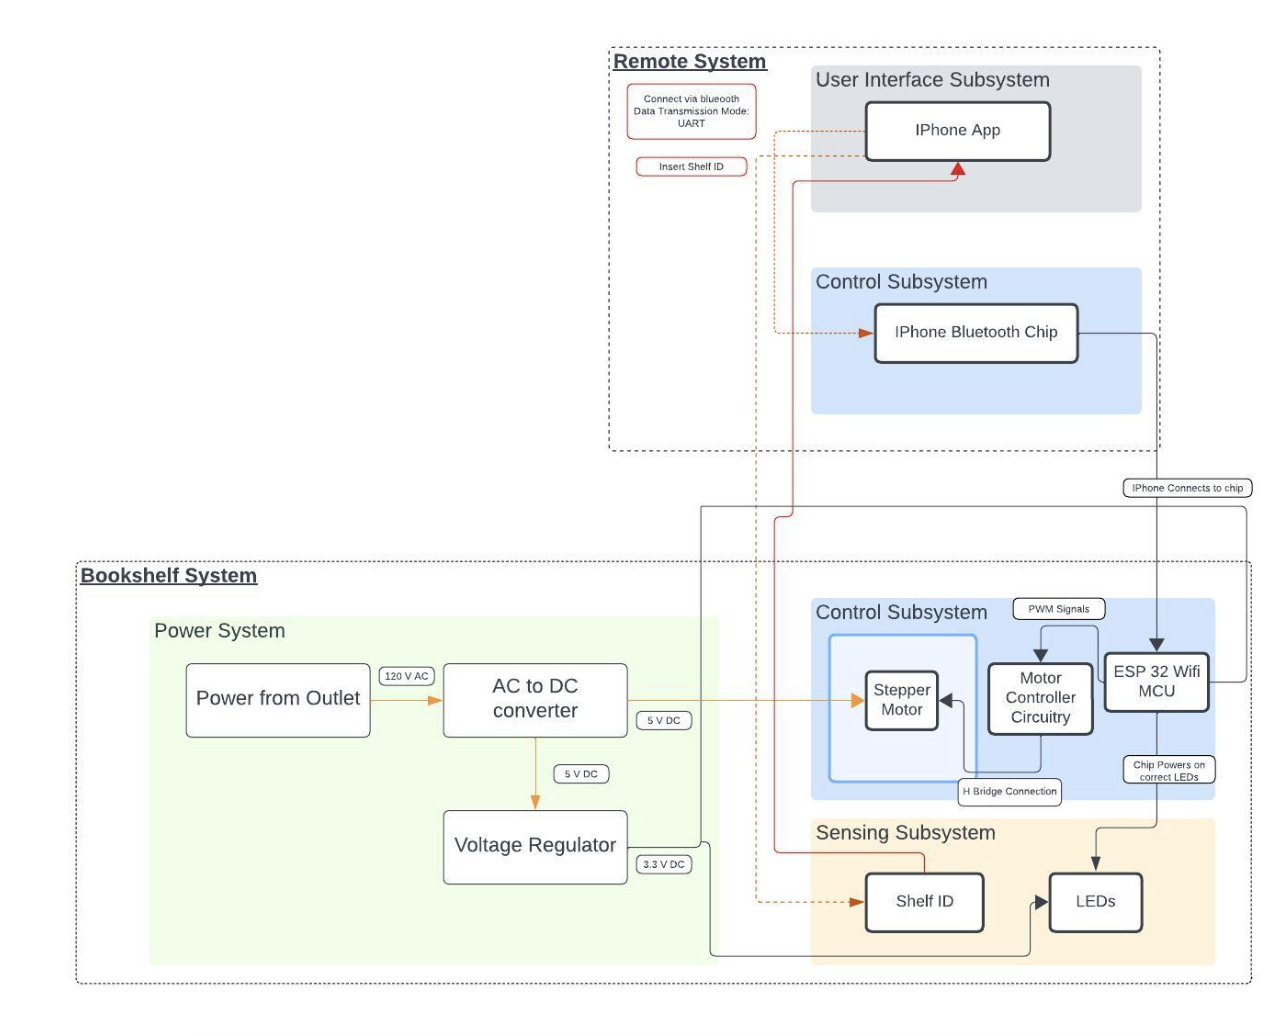 Remote System
User Interface Subsystem
Connect via blueooth
Data Transmission Mode:
UART
IPhone App
Insert Shelf ID
Control Subsystem
IPhone Bluetooth Chip
IPhone Connects to chip
Bookshelf System
Control Subsystem
PWM Signals
Power System
Power from Outlet
120 V AC
AC to DC
converter
5 V DC
Stepper
Motor
Motor
Controller
Circuitry
ESP 32 Wifi
MCU
5 V DC
Chip Powers on
correct LEDs
H Bridge Connection
Voltage Regulator
3.3 V DC
Sensing Subsystem
Shelf ID
LEDs